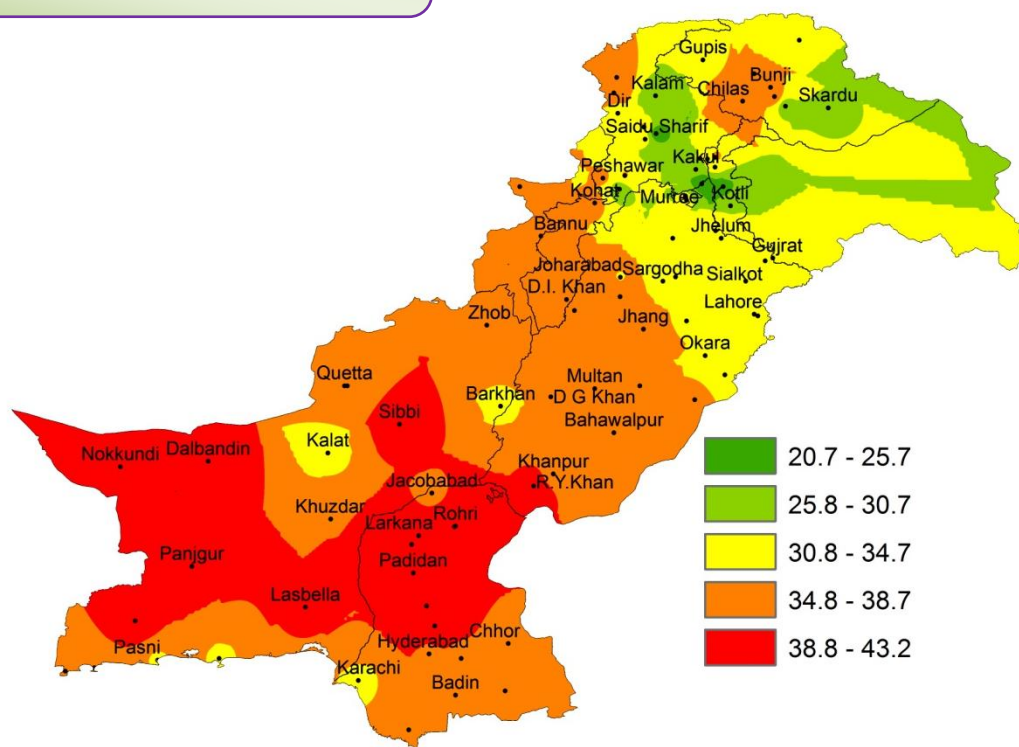 Gupis
Bunji
Kalam
Chilas
Skardu
Dir
Saidu Sharif
Kakul
Peshawar
Kohat
Murree
Kotli
Bannu
Jhelum
Gujrat
Joharabad
Sargodha
Sialkot
D.I. Khan
Lahore
Zhob
Jhang
Okara
Quetta
Multan
Barkhan
D G Khan
Sibbi
Bahawalpur
Kalat
Nokkundi
Dalbandin
Khanpur
Jacobabad
R.Y.Khan
Khuzdar
Larkana
Rohri
Panjgur
Padidan
Lasbella
Pasni
Hyderabad
Chhor
Karachi
Badin
20.7 - 25.7
25.8 - 30.7
30.8 - 34.7
34.8 - 38.7
38.8 - 43.2